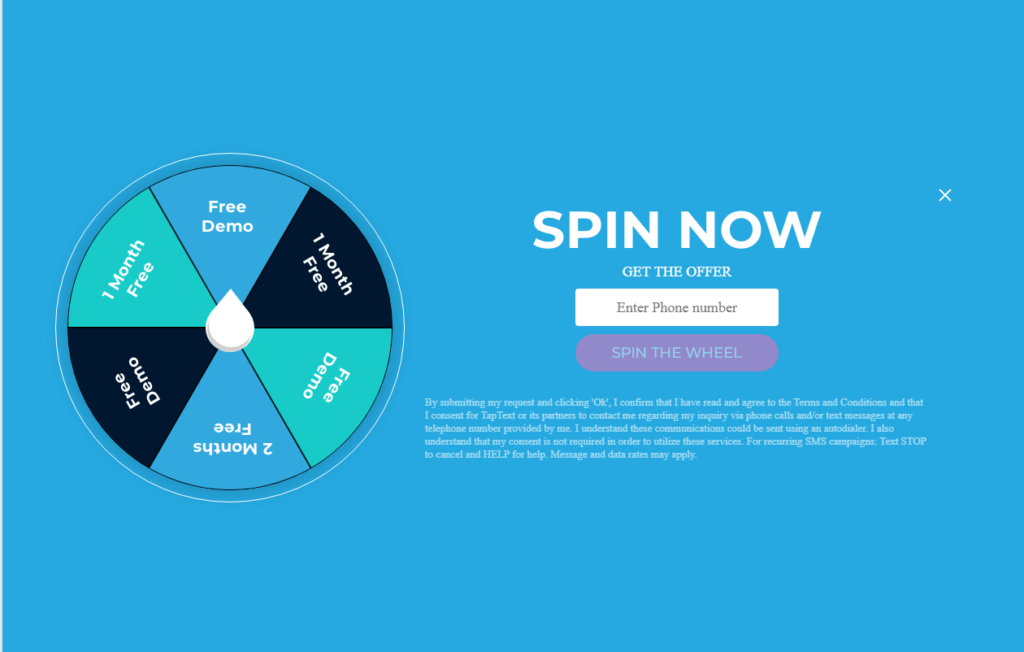 Free
Demo
1 Month
Free
Free
Demo
2 Months
Free
Free
Demo
1 Month
Free
SPIN NOW
GET THE OFFER
Enter Phone number
SPIN THE WHEEL
By submitting my request and clicking 'Ok', I confirm that I have read and agree to the Terms and Conditions and that
I consent for TapText or its partners to contact me regarding my inquiry via phone calls and/or text messages at any
telephone number provided by me. I understand these communications could be sent using an autodialer. I also
understand that my consent is not required in order to utilize these services. For recurring SMS campaigns: Text STOP
to cancel and HELP for help. Message and data rates may apply.